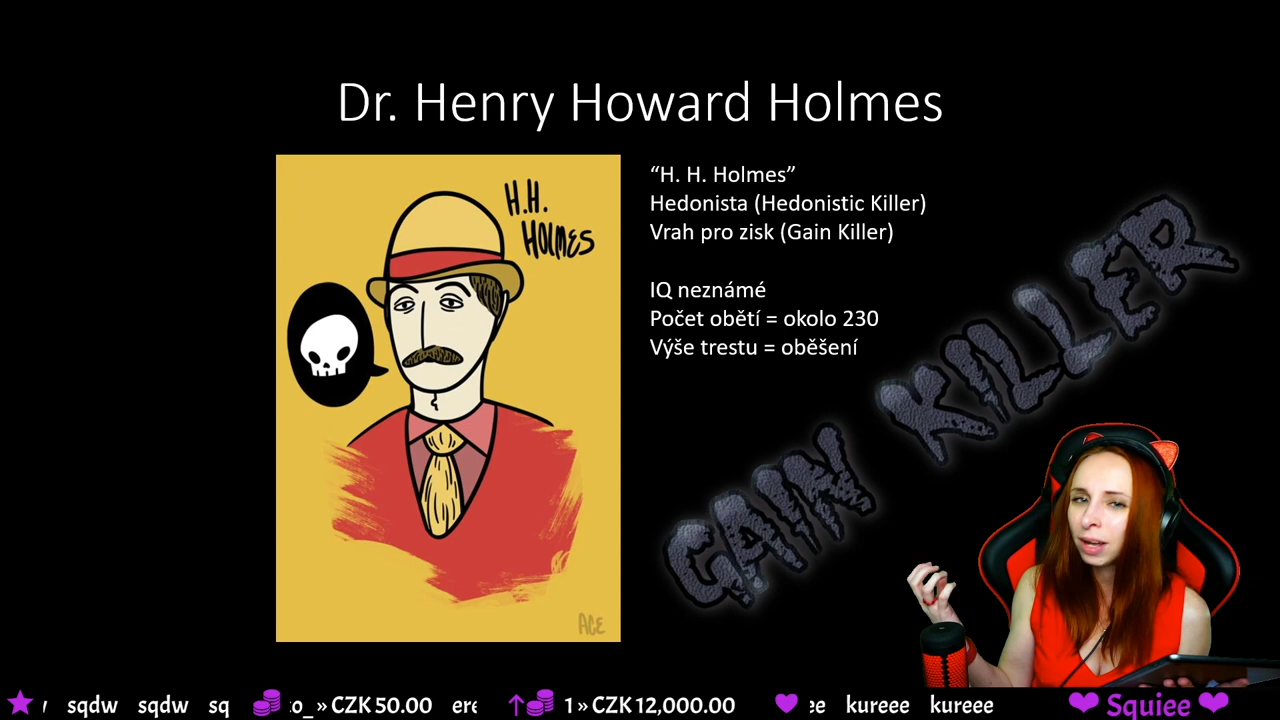 Dr. Henry Howard Holmes
H.H.
HOLMES
“H. H. Holmes”
Hedonista (Hedonistic Killer)
Vrah pro zisk (Gain Killer)
IQ neznámé
Počet obětí = okolo 230
Výše trestu = oběšení
GAIN KILLER
ACE
sqdw sqdw sq
» CZK 50.00
1 » CZK 12,000.00
kureee kureee
Squiee